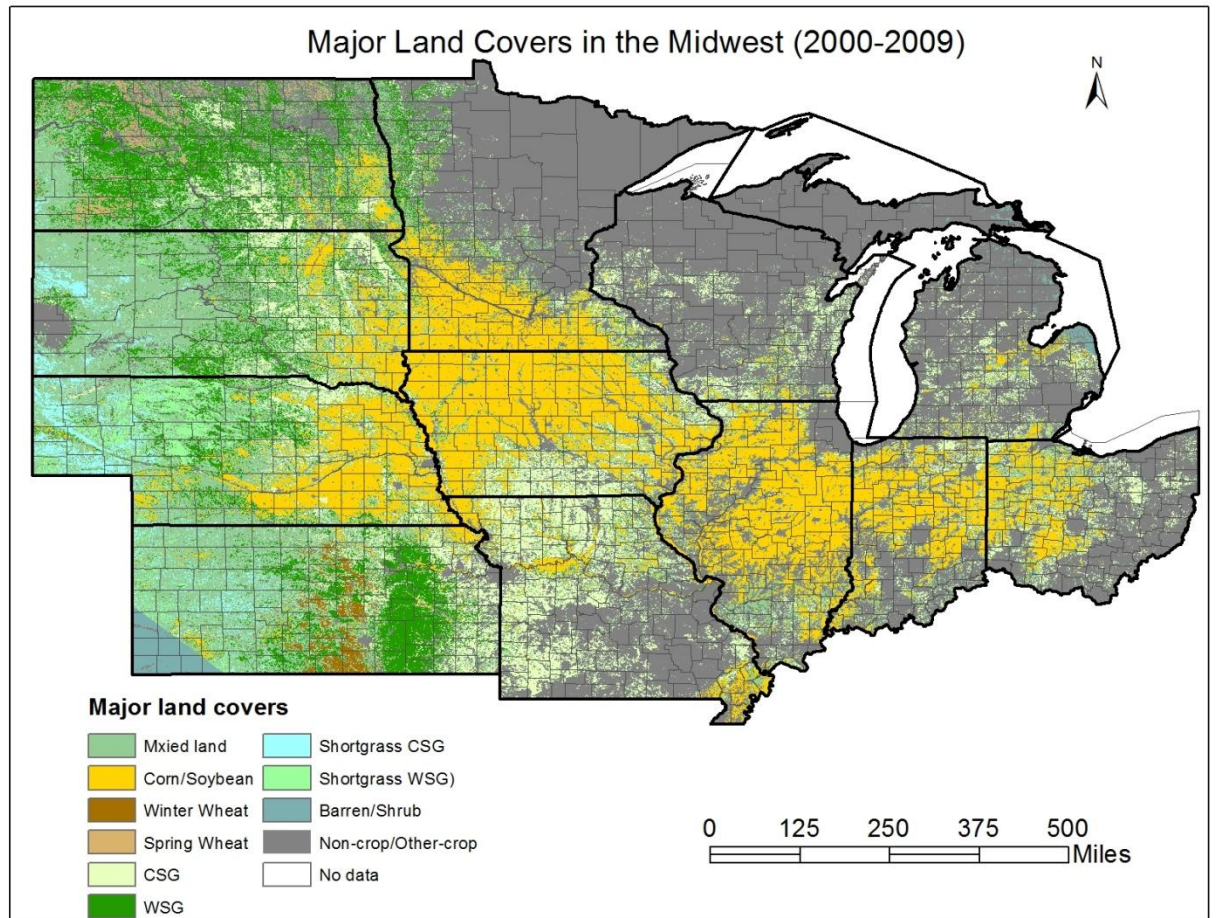 Major Land Covers in the Midwest (2000-2009)
N
Major land covers
Mxied land
Corn/Soybean
Winter Wheat
Spring Wheat
CSG
WSG
Shortgrass CSG
Shortgrass WSG)
Barren/Shrub
Non-crop/Other-crop
No data
0 125 250 375 500
Miles